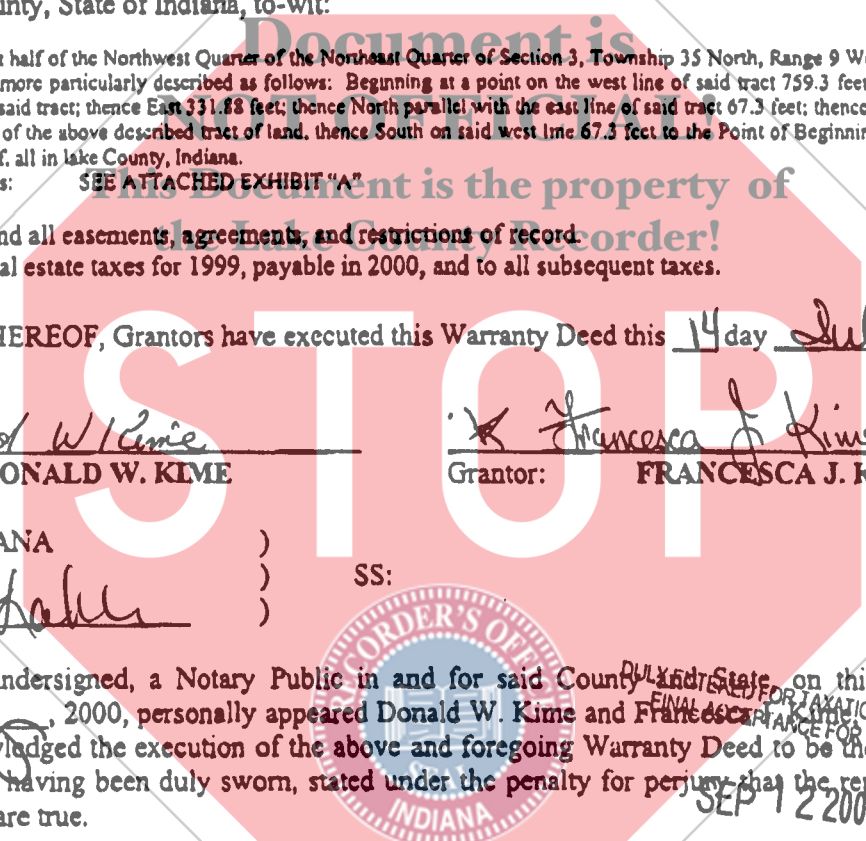 unty, State of Indiana, to-wit:
Document is
half of the Northwest Quarter of the Northeast Quarter of Section 3, Township 35 North, Range 9 W
more particularly described as follows: Beginning at a point on the west line of said tract 759.3 feet
said tract; thence East 331.88 feet; thence North parallel with the east line of said tract 67.3 feet; thence
NOT OFFICIAL!
of the above described tract of land, thence South on said west line 67.3 feet to the Point of Beginnin
f, all in lake County, Indiana.
s: SEE ATTACHED EXHIBIT "A"
This Document is the property of
nd all easements, agreements, and restrictions of record.
the Lake County Recorder!
al estate taxes for 1999, payable in 2000, and to all subsequent taxes.
HEREOF, Grantors have executed this Warranty Deed this 14 day Jul
STOP
d W Kime X Francesca J Kime
ONALD W. KIME Grantor: FRANCESCA J. K
ANA )
Lake ) SS:
)
RECORDER'S OFFICE
ndersigned, a Notary Public in and for said County and State, on thi
DULY ENTERED FOR TAXATIO
FINAL ACCEPTANCE FOR
, 2000, personally appeared Donald W. Kime and Francesca J. Kime
ledged the execution of the above and foregoing Warranty Deed to be the
having been duly sworn, stated under the penalty for perjury that the rep
SEAL
SEP 12 200
are true.
INDIANA